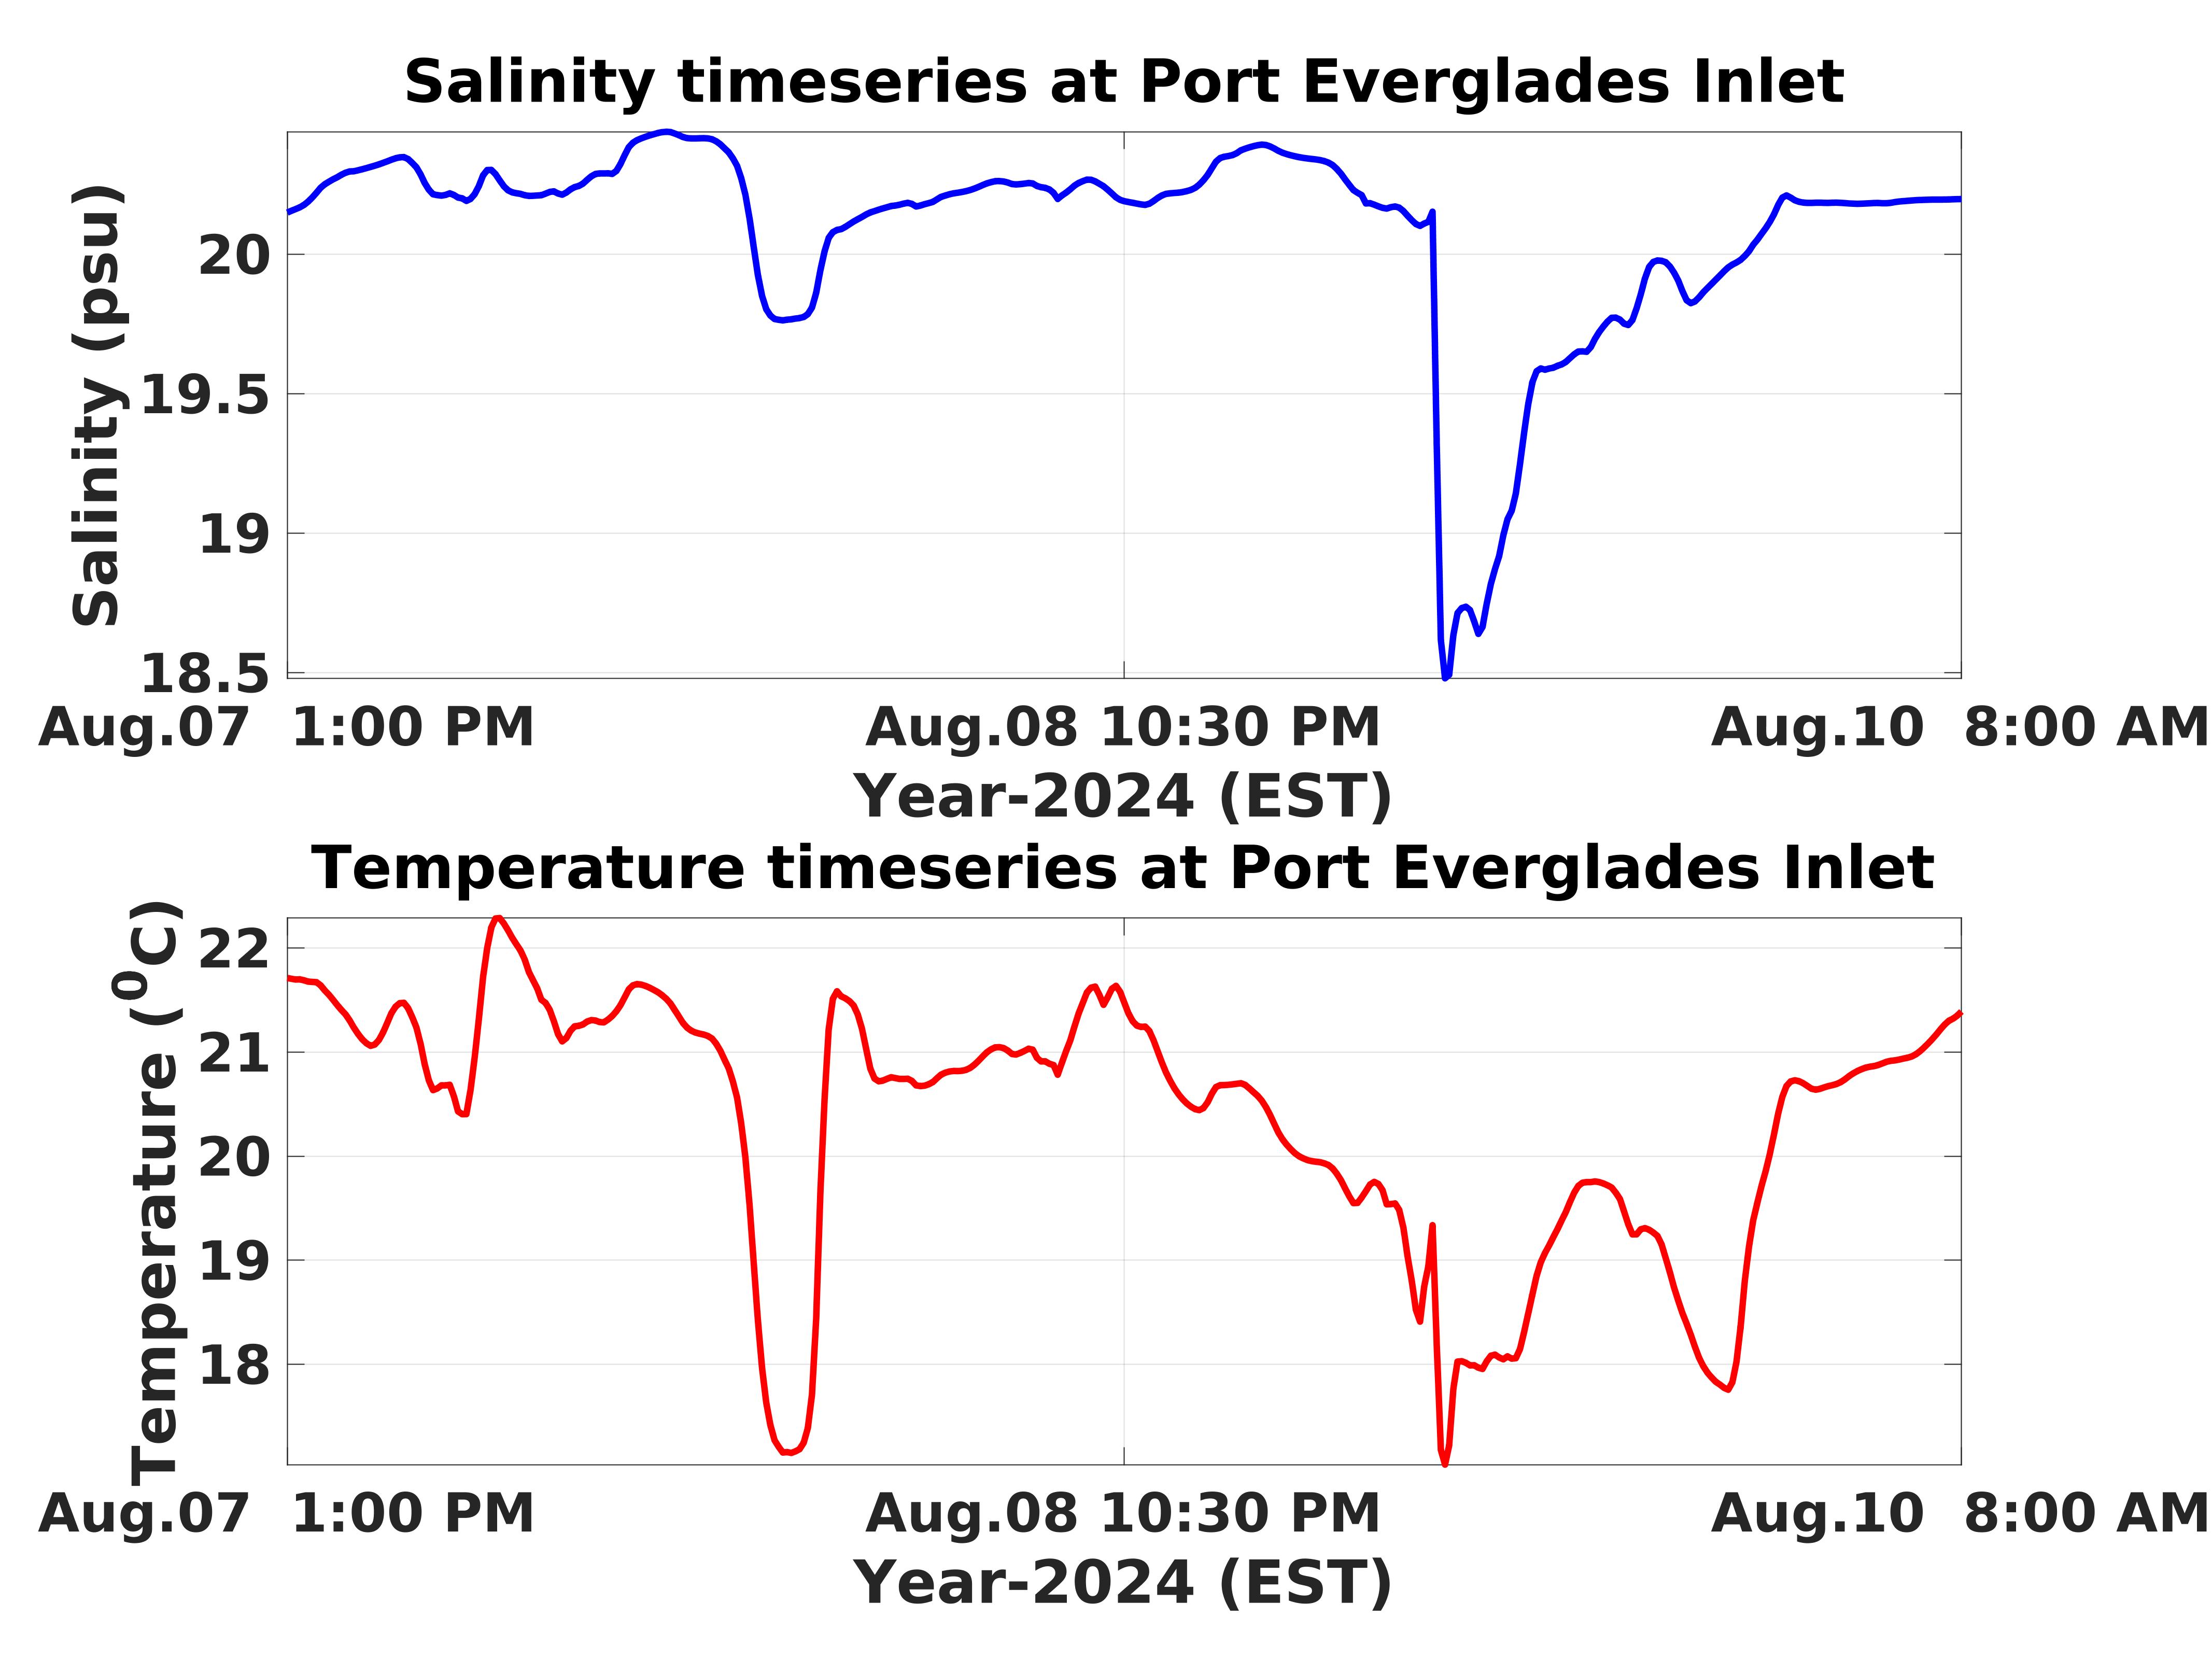 Salinity timeseries at Port Everglades Inlet
Salinity (psu)
20
19.5
19
18.5
Aug.07 1:00 PM Aug.08 10:30 PM Aug.10 8:00 AM
Year-2024 (EST)
Temperature timeseries at Port Everglades Inlet
Temperature (⁰C)
22
21
20
19
18
Aug.07 1:00 PM Aug.08 10:30 PM Aug.10 8:00 AM
Year-2024 (EST)